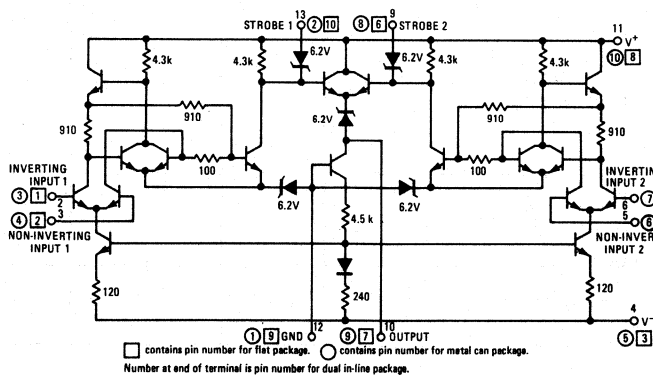 13
STROBE 1 ② 10
9
⑧ 6 STROBE 2
11
V+
⑩ 8
4.3k
4.3k
6.2V
6.2V
4.3k
4.3k
6.2V
910
910
910
910
100
100
INVERTING
INPUT 1
③ 1
2
④ 2
3
NON-INVERTING
INPUT 1
6.2V
6.2V
4.5 k
INVERTIN
INPUT 2
⑦
6
5
⑥
NON-INVER
INPUT 2
120
240
120
4
V-
⑤ 3
① 9 GND
12
⑨ 7
10
OUTPUT
contains pin number for flat package.
contains pin number for metal can package.
Number at end of terminal is pin number for dual in-line package.